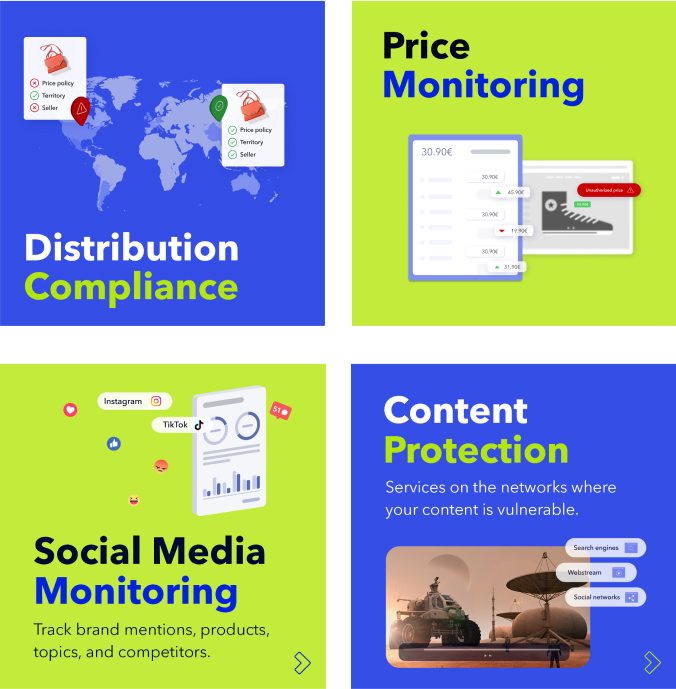 Price policy
Territory
Seller
Price policy
Territory
Seller
Distribution
Compliance
Price
Monitoring
30.90€
30.90€
45.90€
30.90€
19.90€
30.90€
31.90€
Unauthorised price
Instagram
TikTok
51
Social Media
Monitoring
Track brand mentions, products,
topics, and competitors.
Content
Protection
Services on the networks where
your content is vulnerable.
Search engines
Webstream
Social networks